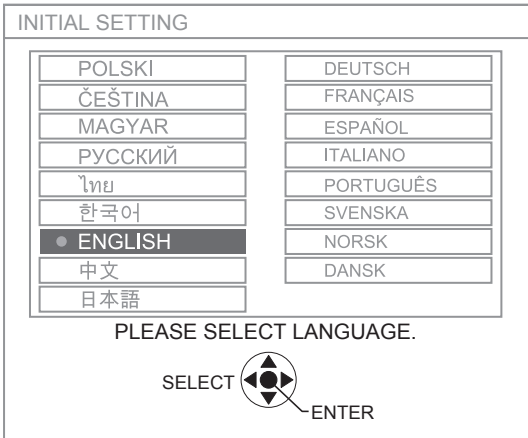 INITIAL SETTING
POLSKI
ČEŠTINA
MAGYAR
РУССКИЙ
ไทย
한국어
ENGLISH
中文
日本語
DEUTSCH
FRANÇAIS
ESPAÑOL
ITALIANO
PORTUGUÊS
SVENSKA
NORSK
DANSK
PLEASE SELECT LANGUAGE.
SELECT
ENTER